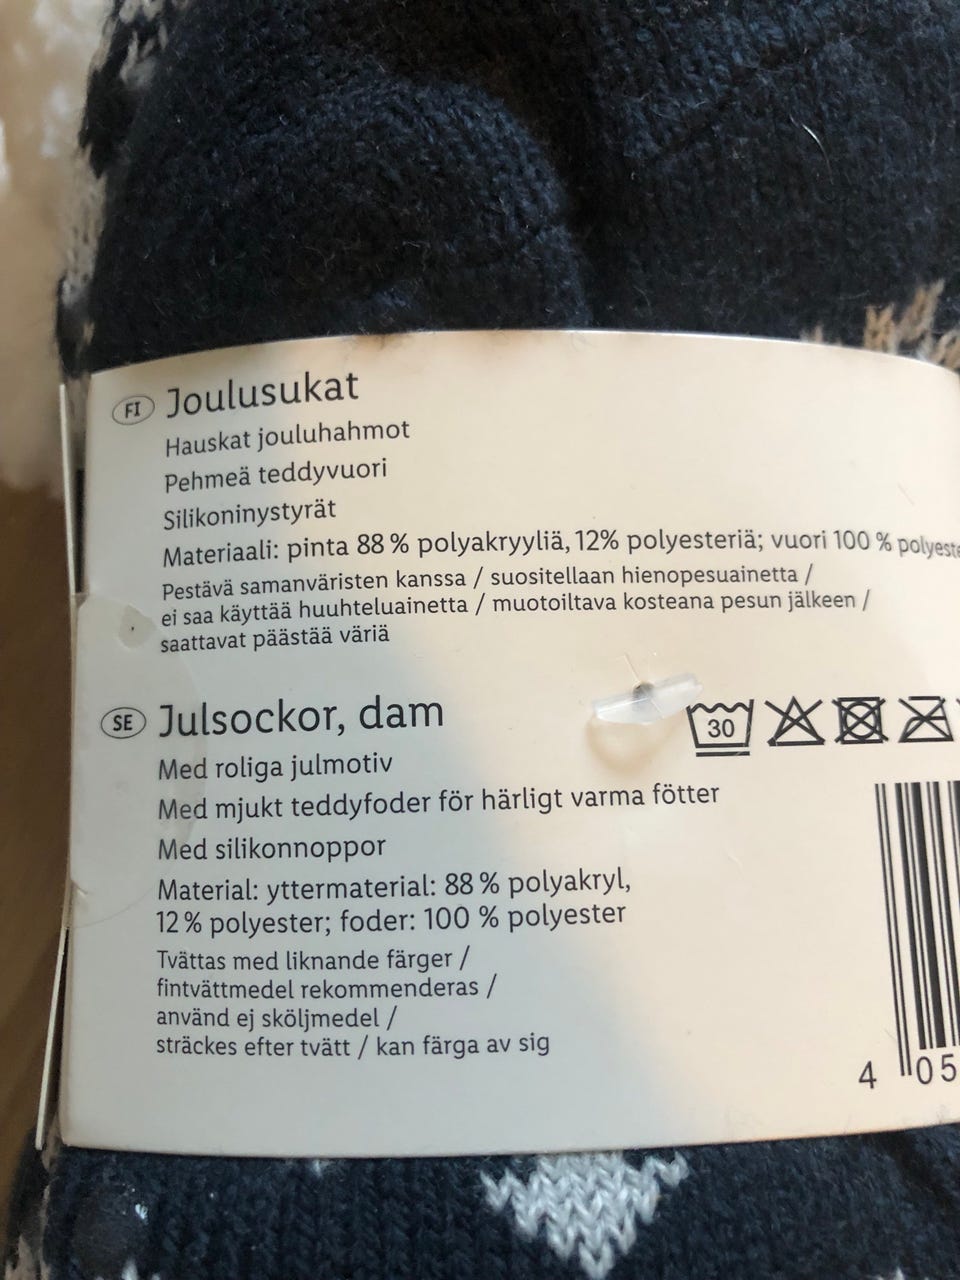 FI Joulusukat
Hauskat jouluhahmot
Pehmeä teddyvuori
Silikoninystyrät
Materiaali: pinta 88 % polyakryyliä, 12% polyesteriä; vuori 100 % polyeste
Pestävä samanväristen kanssa / suositellaan hienopesuainetta /
ei saa käyttää huuhteluainetta / muotoiltava kosteana pesun jälkeen /
saattavat päästää väriä
SE Julsockor, dam
Med roliga julmotiv
Med mjukt teddyfoder för härligt varma fötter
Med silikonnoppor
Material: yttermaterial: 88 % polyakryl,
12 % polyester; foder: 100 % polyester
Tvättas med liknande färger /
fintvättmedel rekommenderas /
använd ej sköljmedel /
sträckes efter tvätt / kan färga av sig
30
4 05